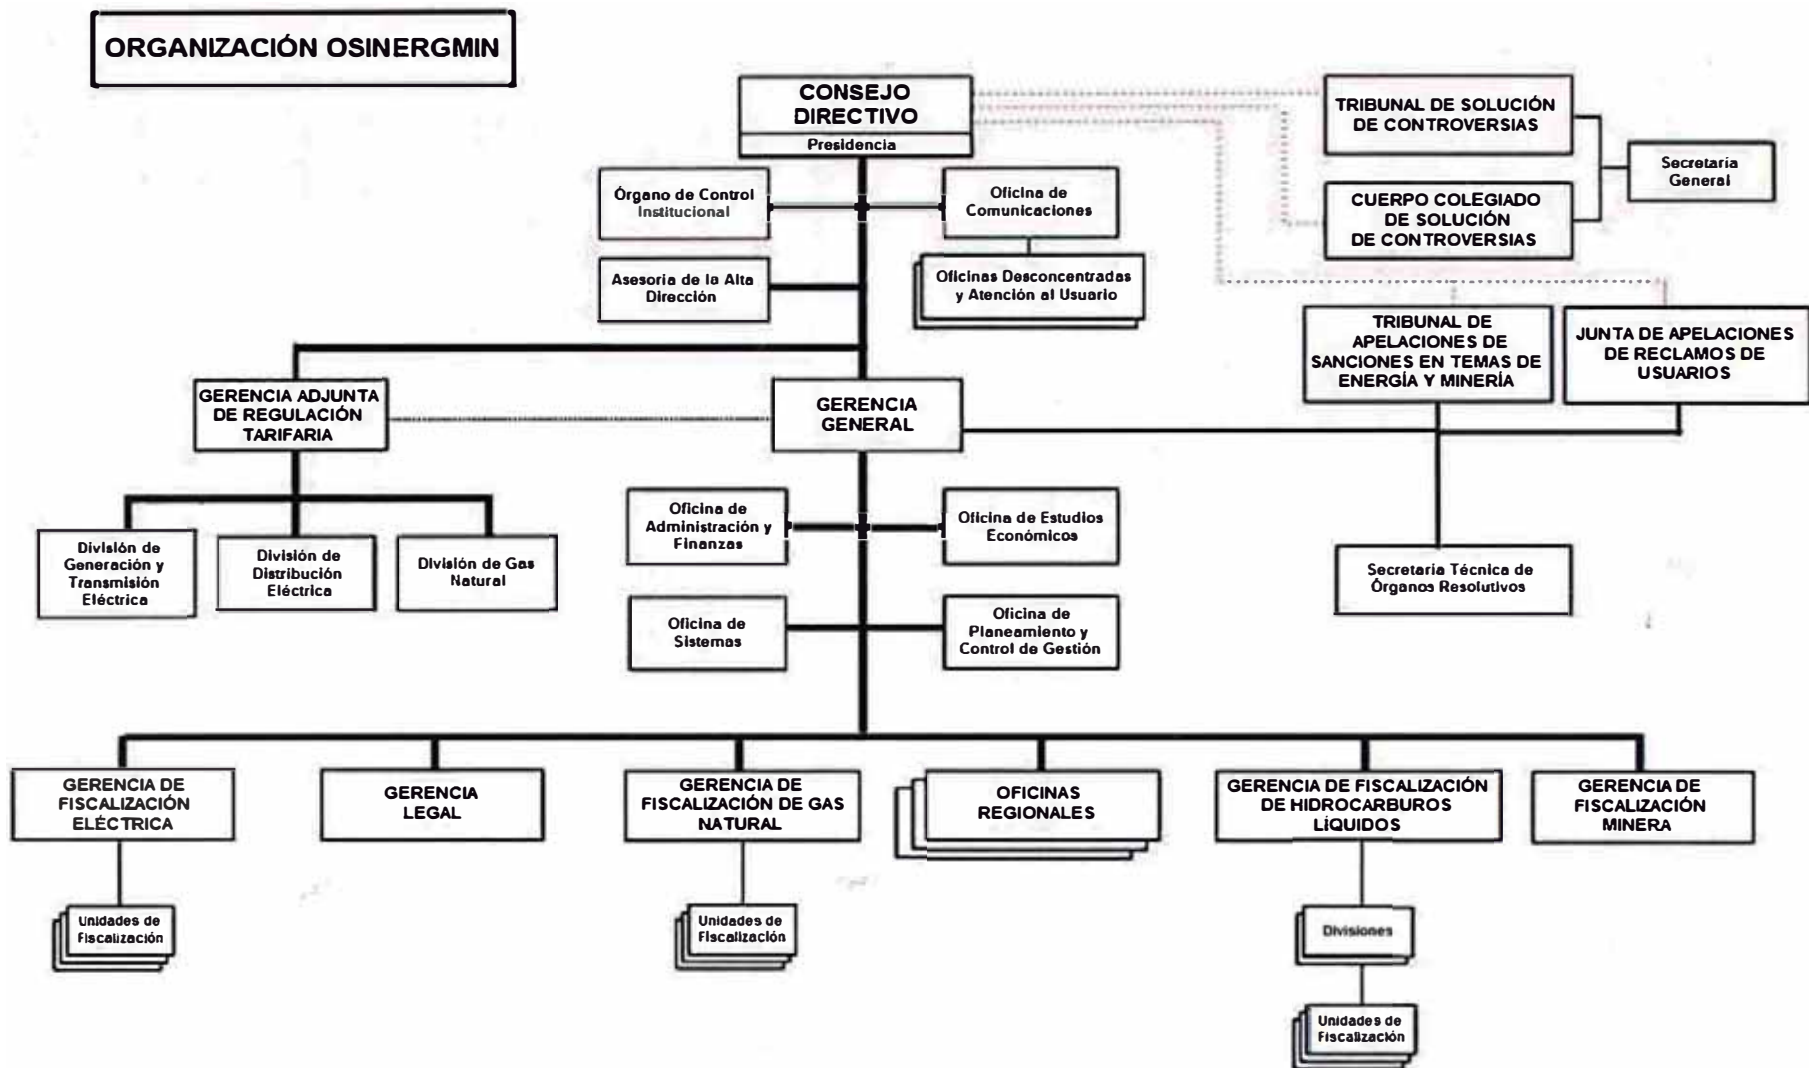 ORGANIZACIÓN OSINERGMIN
CONSEJO
DIRECTIVO
Presidencia
TRIBUNAL DE SOLUCIÓN
DE CONTROVERSIAS
Secretaría
General
CUERPO COLEGIADO
DE SOLUCIÓN
DE CONTROVERSIAS
Órgano de Control
Institucional
Oficina de
Comunicaciones
Asesoría de la Alta
Dirección
Oficinas Desconcentradas
y Atención al Usuario
TRIBUNAL DE
APELACIONES DE
SANCIONES EN TEMAS DE
ENERGÍA Y MINERÍA
JUNTA DE APELACIONES
DE RECLAMOS DE
USUARIOS
GERENCIA ADJUNTA
DE REGULACIÓN
TARIFARIA
GERENCIA
GENERAL
División de
Generación y
Transmisión
Eléctrica
División de
Distribución
Eléctrica
División de Gas
Natural
Oficina de
Administración y
Finanzas
Oficina de Estudios
Económicos
Secretaría Técnica de
Órganos Resolutivos
Oficina de
Sistemas
Oficina de
Planeamiento y
Control de Gestión
GERENCIA DE
FISCALIZACIÓN
ELÉCTRICA
GERENCIA
LEGAL
GERENCIA DE
FISCALIZACIÓN DE GAS
NATURAL
OFICINAS
REGIONALES
GERENCIA DE FISCALIZACIÓN
DE HIDROCARBUROS
LÍQUIDOS
GERENCIA DE
FISCALIZACIÓN
MINERA
Unidades de
Fiscalización
Unidades de
Fiscalización
Divisiones
Unidades de
Fiscalización